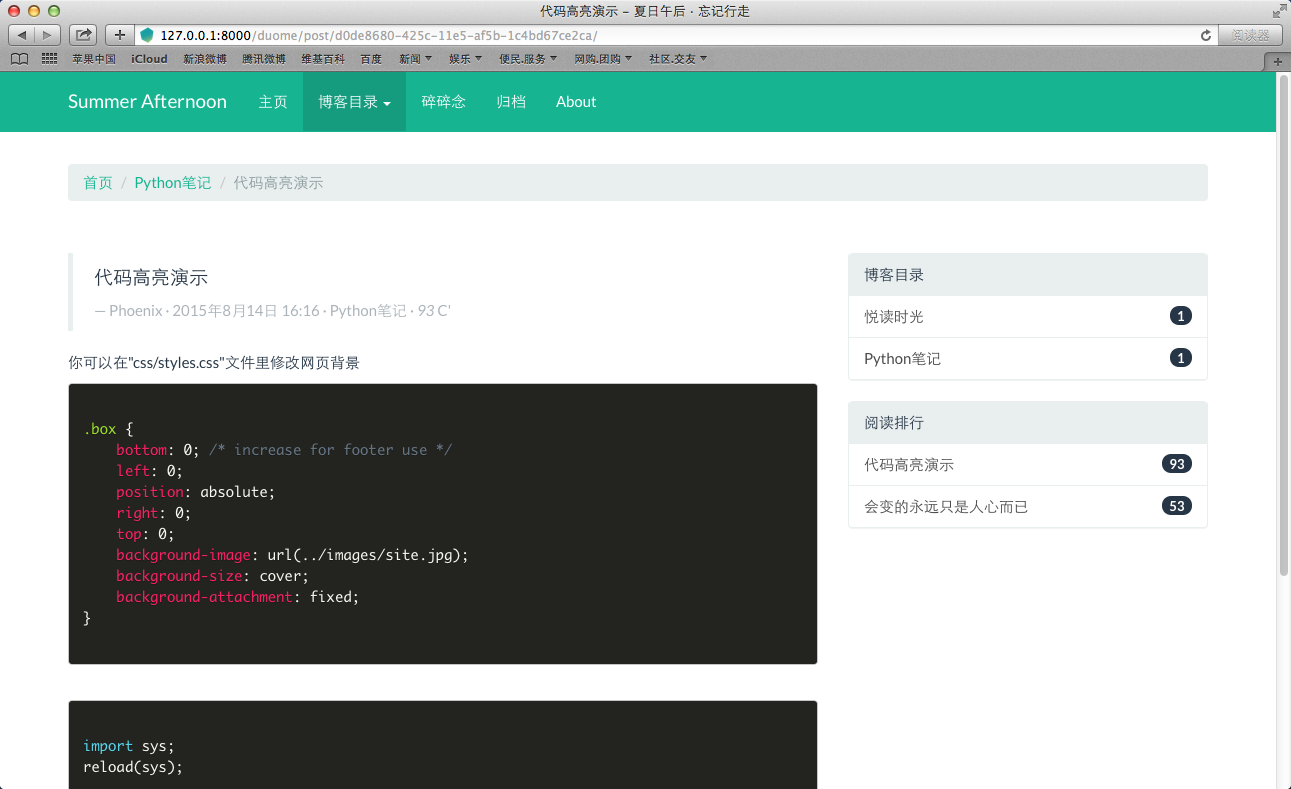 代码高亮演示 – 夏日午后 · 忘记行走
127.0.0.1:8000/duome/post/d0de8680-425c-11e5-af5b-1c4bd67ce2ca/
阅读器
苹果中国 iCloud 新浪微博 腾讯微博 维基百科 百度 新闻 娱乐 便民.服务 网购.团购 社区.交友
Summer Afternoon 主页 博客目录 碎碎念 归档 About
首页 / Python笔记 / 代码高亮演示
代码高亮演示
— Phoenix · 2015年8月14日 16:16 · Python笔记 · 93 C'
你可以在"css/styles.css"文件里修改网页背景
.box {
    bottom: 0; /* increase for footer use */
    left: 0;
    position: absolute;
    right: 0;
    top: 0;
    background-image: url(../images/site.jpg);
    background-size: cover;
    background-attachment: fixed;
}
import sys;
reload(sys);
博客目录
悦读时光 1
Python笔记 1
阅读排行
代码高亮演示 93
会变的永远只是人心而已 53